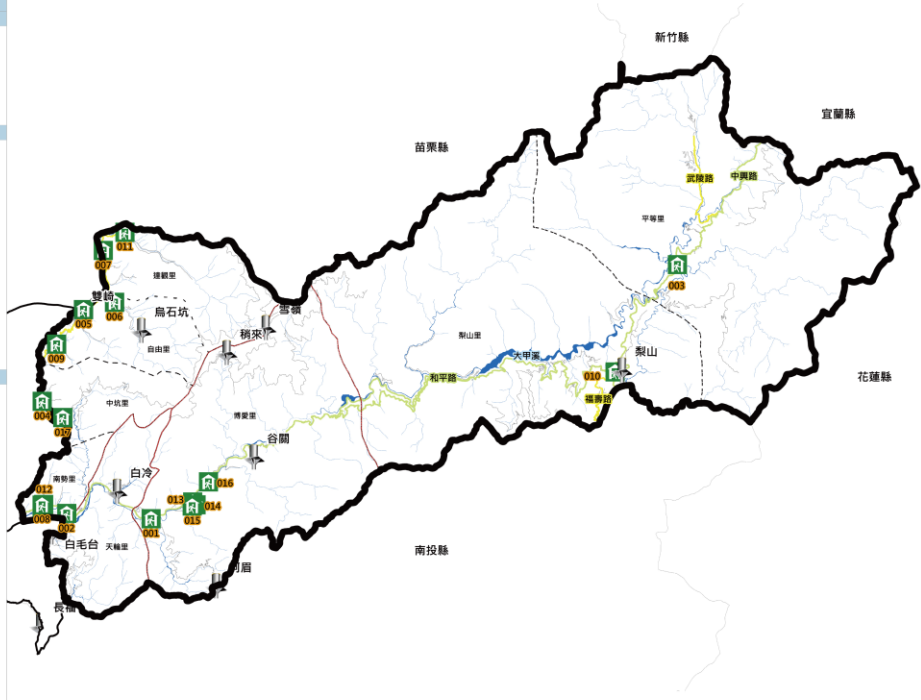 新竹縣
宜蘭縣
苗栗縣
武陵路
中興路
平等里
011
007
達觀里
003
雙崎
006
005
烏石坑
雪嶺
稍來
梨山里
009
自由里
大甲溪
梨山
010
和平路
花蓮縣
福壽路
004
中坑里
博愛里
017
谷關
白冷
南勢里
016
012
013
014
008
002
015
001
白毛台
天輪里
南投縣
眉
長福